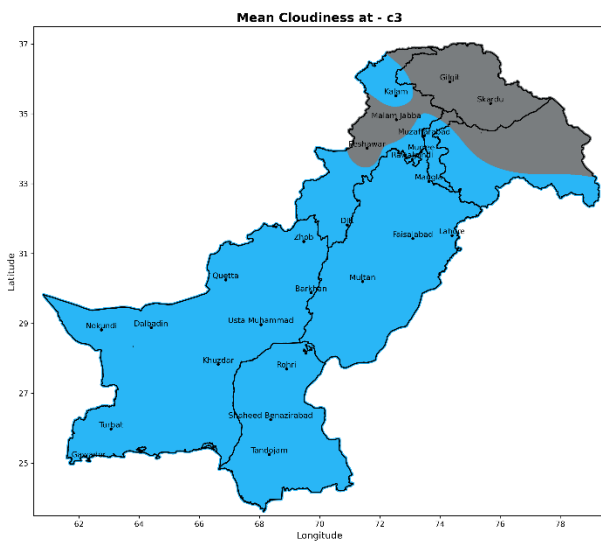 Mean Cloudiness at - c3
37
Gilgit
Kalam
Skardu
35
Malam Jabba
Muzaffarabad
Peshawar
Murree
Rawalpindi
33
Mangla
DIK
Lahore
Zhob
Faisalabad
31
Quetta
Multan
Barkhan
Usta Muhammad
29
Nokundi
Dalbadin
Khuzdar
Rohri
27
Shaheed Benazirabad
Turbat
Tandojam
Gawadar
25
62
64
66
68
70
72
74
76
78
Longitude
Latitude